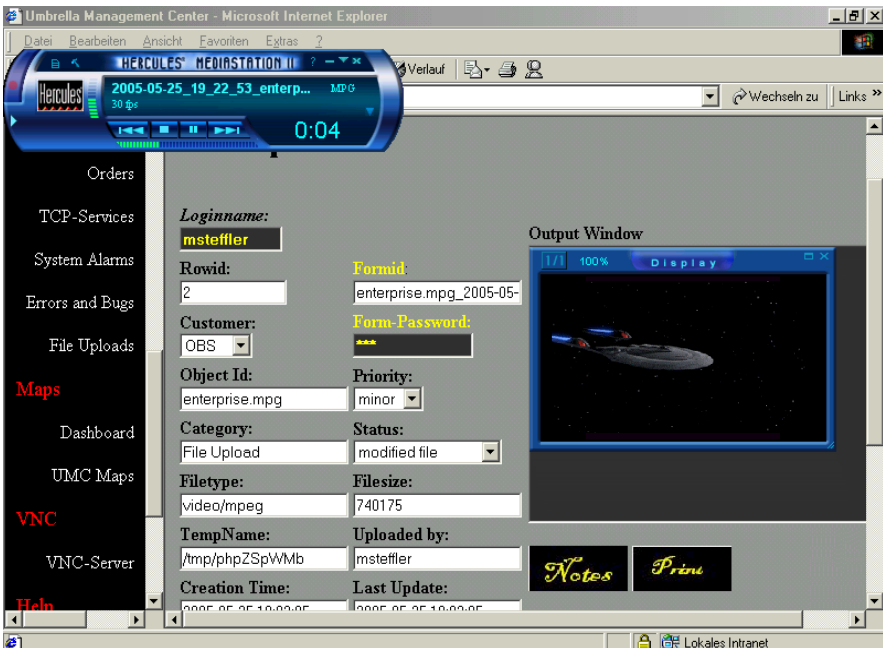 Umbrella Management Center - Microsoft Internet Explorer
Datei Bearbeiten Ansicht Favoriten Extras ?
HERCULES MEDIASTATION II
Hercules
2005-05-25_19_22_53_enterp... MPG
30 fps
0:04
Verlauf
Wechseln zu
Links
Orders
TCP-Services
System Alarms
Errors and Bugs
File Uploads
Maps
Dashboard
UMC Maps
VNC
VNC-Server
Help
Loginname:
msteffler
Rowid:
2
Formid:
enterprise.mpg_2005-05-
Customer:
OBS
Form-Password:
***
Object Id:
enterprise.mpg
Priority:
minor
Category:
File Upload
Status:
modified file
Filetype:
video/mpeg
Filesize:
740175
TempName:
/tmp/phpZSpWMb
Uploaded by:
msteffler
Creation Time:
Last Update:
Output Window
1/1 100% Display
Notes
Print
Lokales Intranet